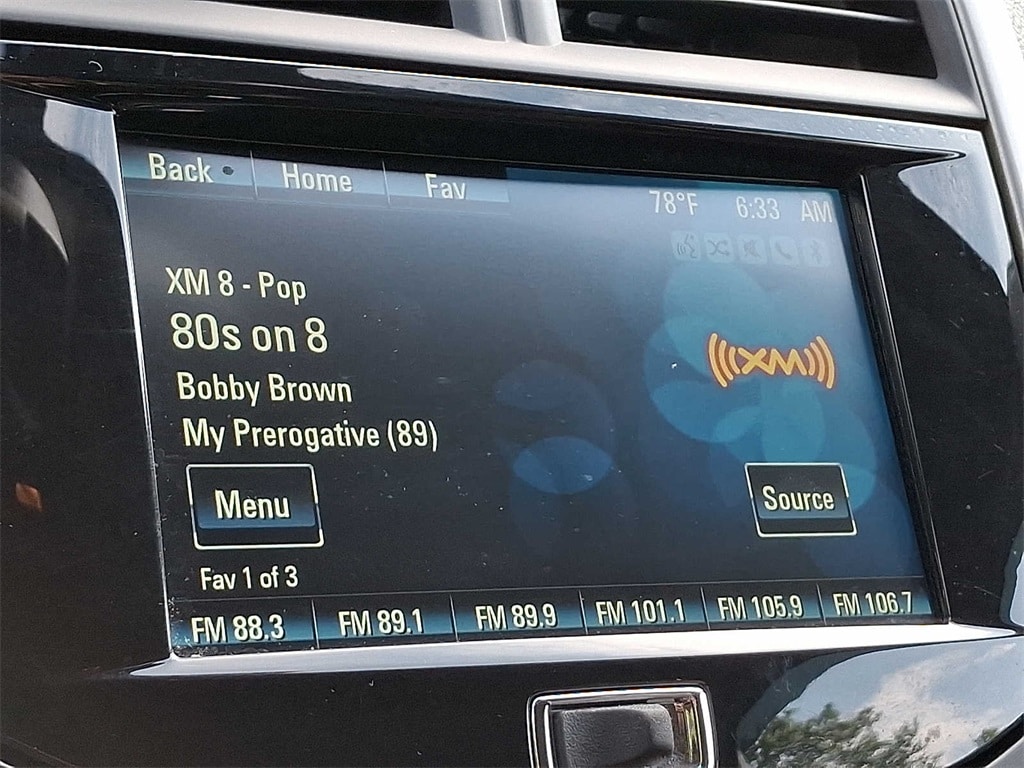 Back Home Fav
78°F 6:33 AM
XM 8 - Pop
80s on 8
XM
Bobby Brown
My Prerogative (89)
Menu
Source
Fav 1 of 3
FM 88.3 FM 89.1 FM 89.9 FM 101.1 FM 105.9 FM 106.7